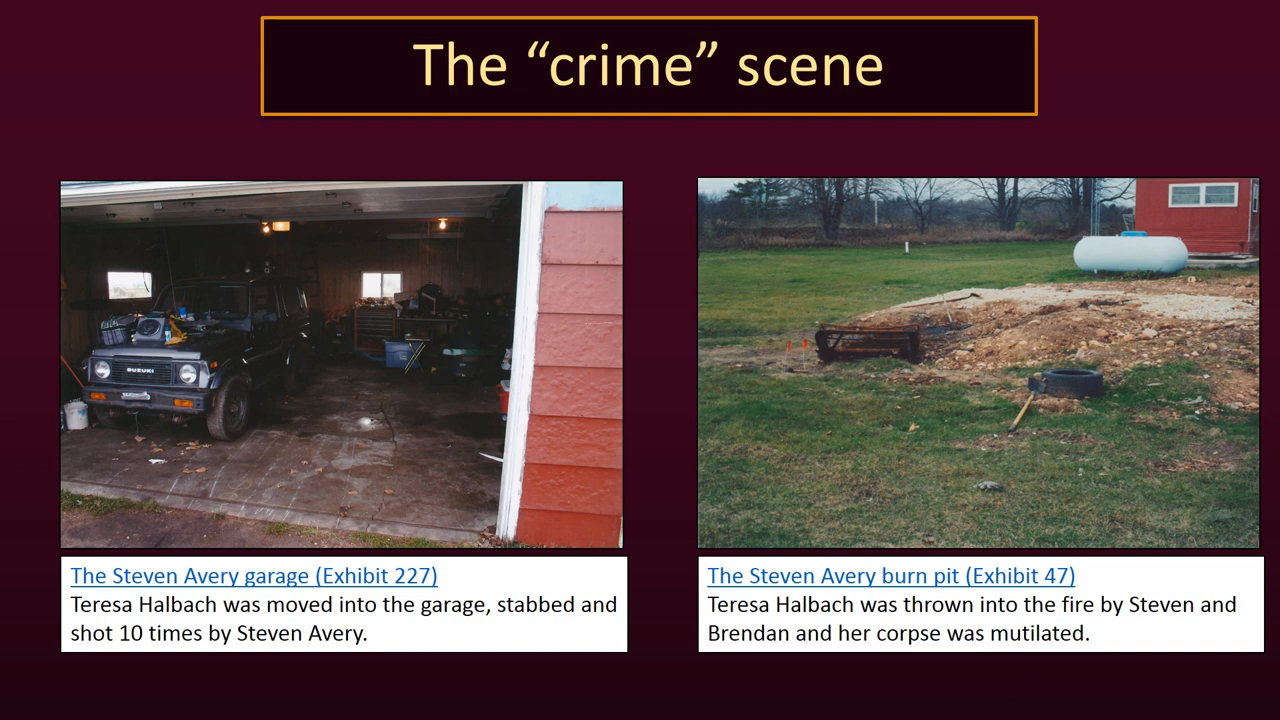 The “crime” scene
SUZUKI
The Steven Avery garage (Exhibit 227)
Teresa Halbach was moved into the garage, stabbed and
shot 10 times by Steven Avery.
The Steven Avery burn pit (Exhibit 47)
Teresa Halbach was thrown into the fire by Steven and
Brendan and her corpse was mutilated.